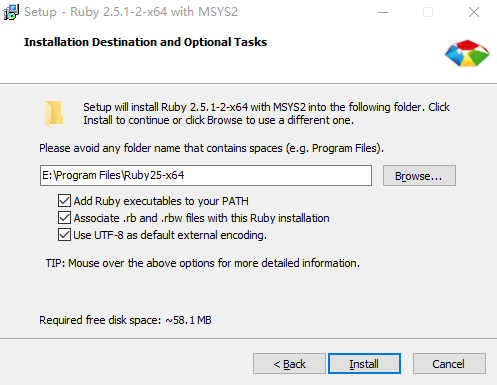 Setup - Ruby 2.5.1-2-x64 with MSYS2
Installation Destination and Optional Tasks
Setup will install Ruby 2.5.1-2-x64 with MSYS2 into the following folder. Click
Install to continue or click Browse to use a different one.
Please avoid any folder name that contains spaces (e.g. Program Files).
E:\Program Files\Ruby25-x64
Browse...
Add Ruby executables to your PATH
Associate .rb and .rbw files with this Ruby installation
Use UTF-8 as default external encoding.
TIP: Mouse over the above options for more detailed information.
Required free disk space: ~58.1 MB
< Back
Install
Cancel